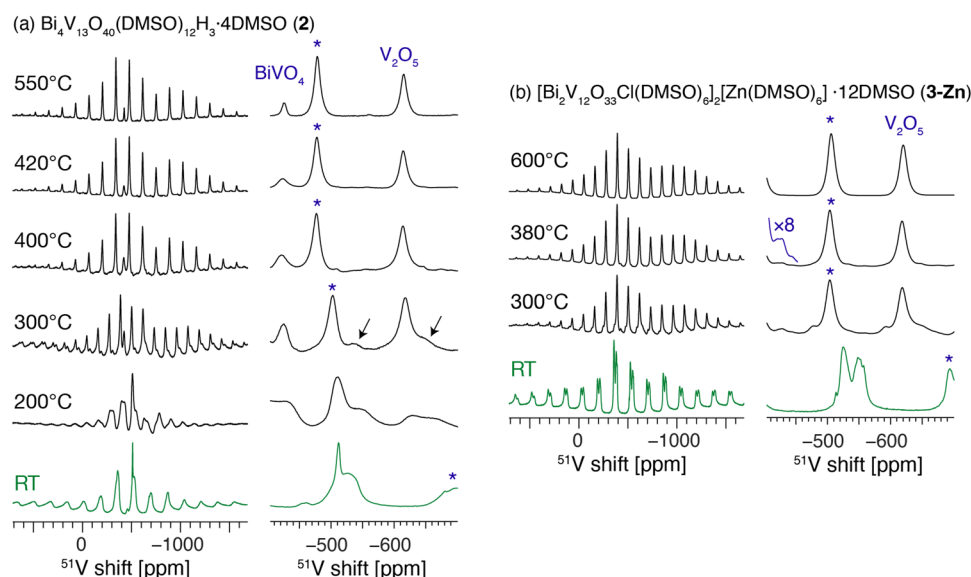 (a) Bi₄V₁₃O₄₀(DMSO)₁₂H₃·4DMSO (2)
550°C
BiVO₄
*
V₂O₅
420°C
*
400°C
*
300°C
*
200°C
RT
*
0 −1000
−500 −600
⁵¹V shift [ppm]
⁵¹V shift [ppm]
(b) [Bi₂V₁₂O₃₃Cl(DMSO)₆]₂[Zn(DMSO)₆] ·12DMSO (3-Zn)
600°C
*
V₂O₅
380°C
×8
*
300°C
*
RT
*
0 −1000
−500 −600
⁵¹V shift [ppm]
⁵¹V shift [ppm]